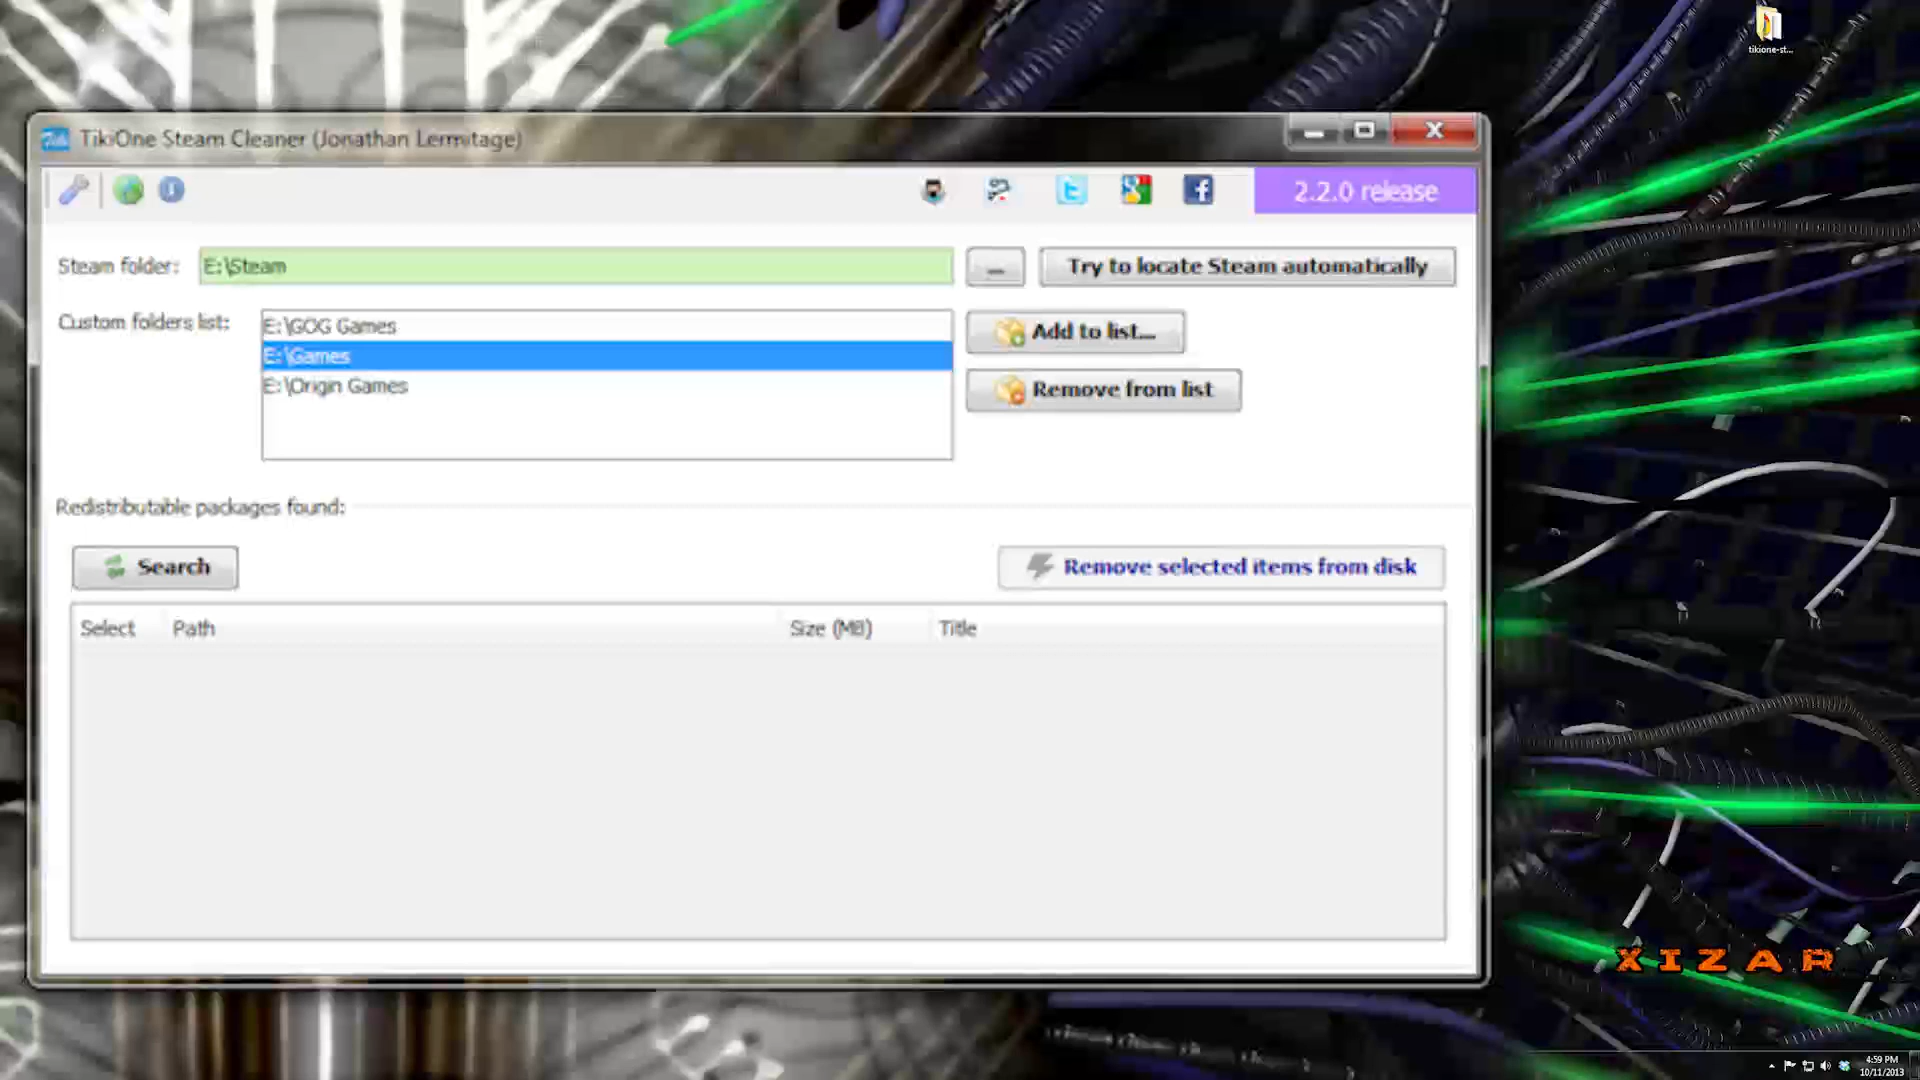 tikione-st...
TikiOne Steam Cleaner (Jonathan Lermitage)
2.2.0 release
Steam folder:
E:\Steam
...
Try to locate Steam automatically
Custom folders list:
E:\GOG Games
E:\Games
E:\Origin Games
Add to list...
Remove from list
Redistributable packages found:
Search
Remove selected items from disk
Select Path Size (MB) Title
XIZAR
4:59 PM
10/11/2013